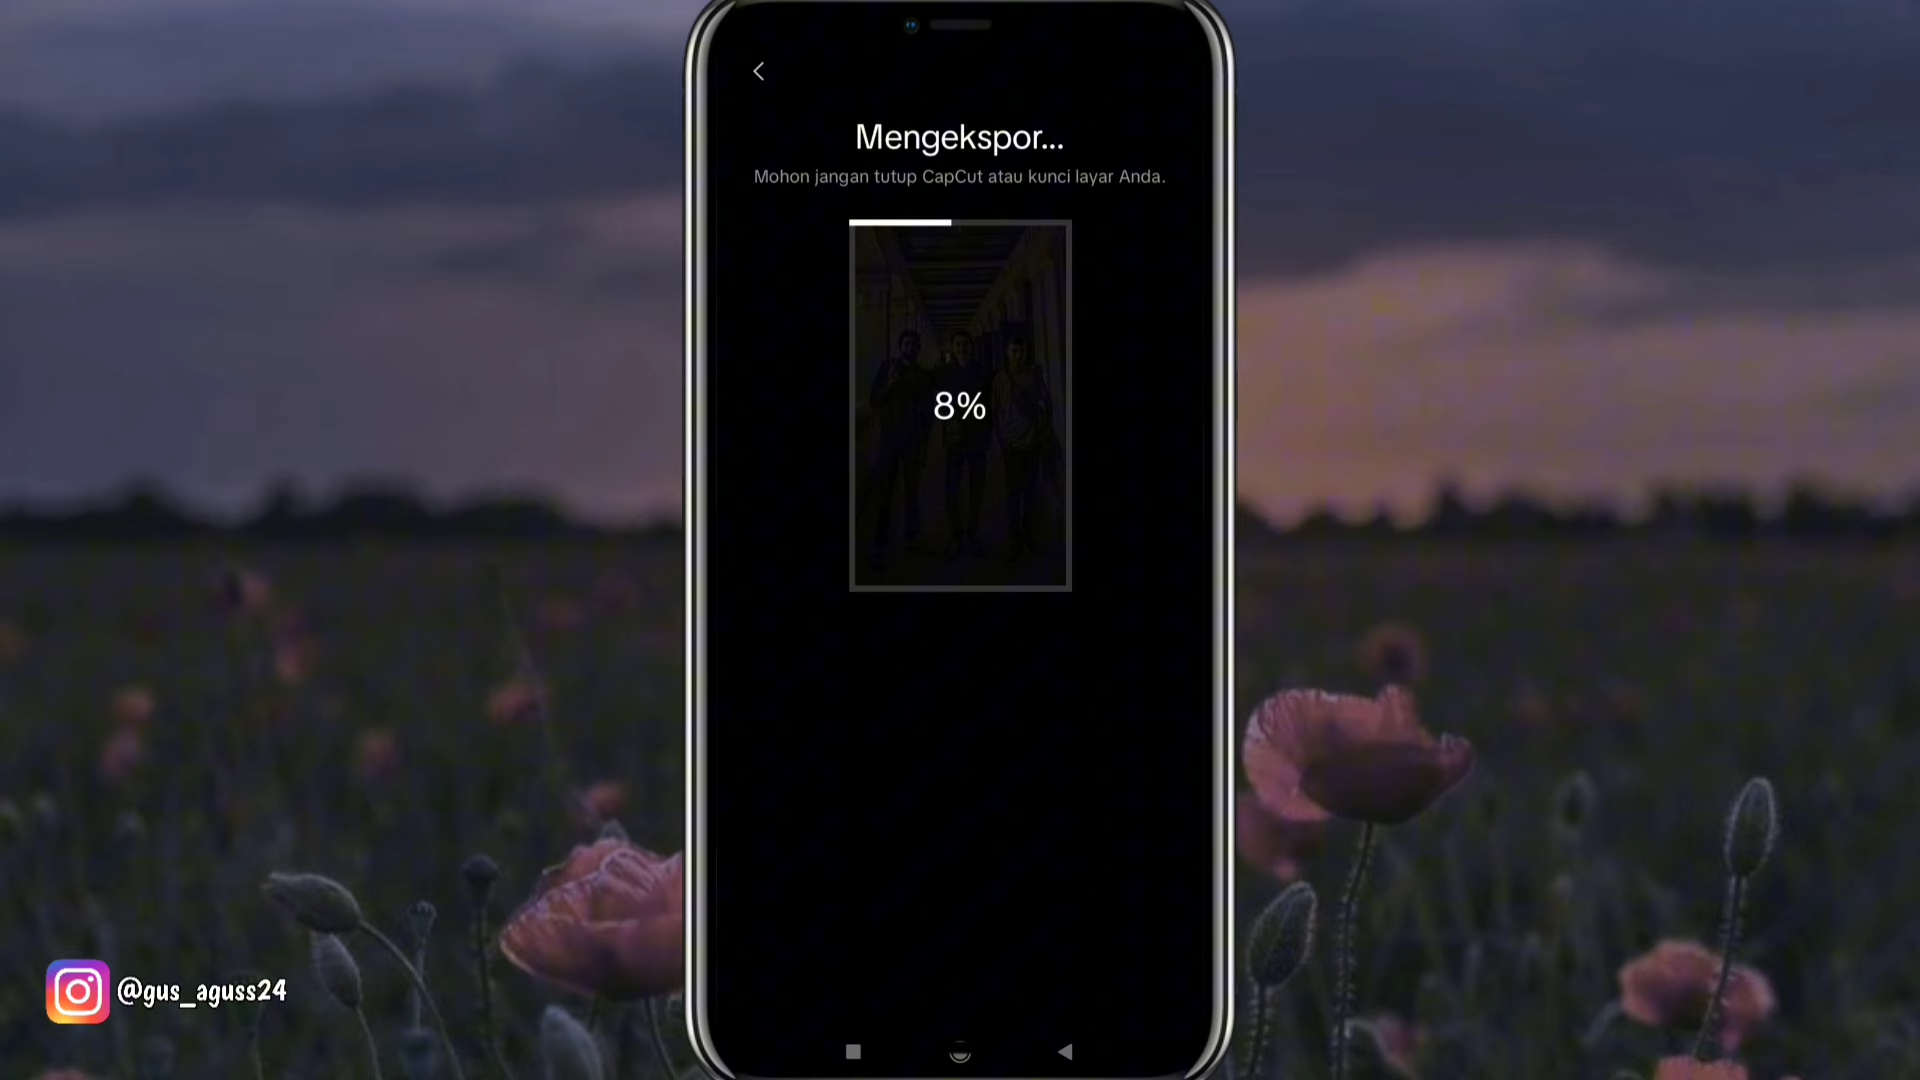 Mengekspor...
Mohon jangan tutup CapCut atau kunci layar Anda.
8%
@gus_aguss24